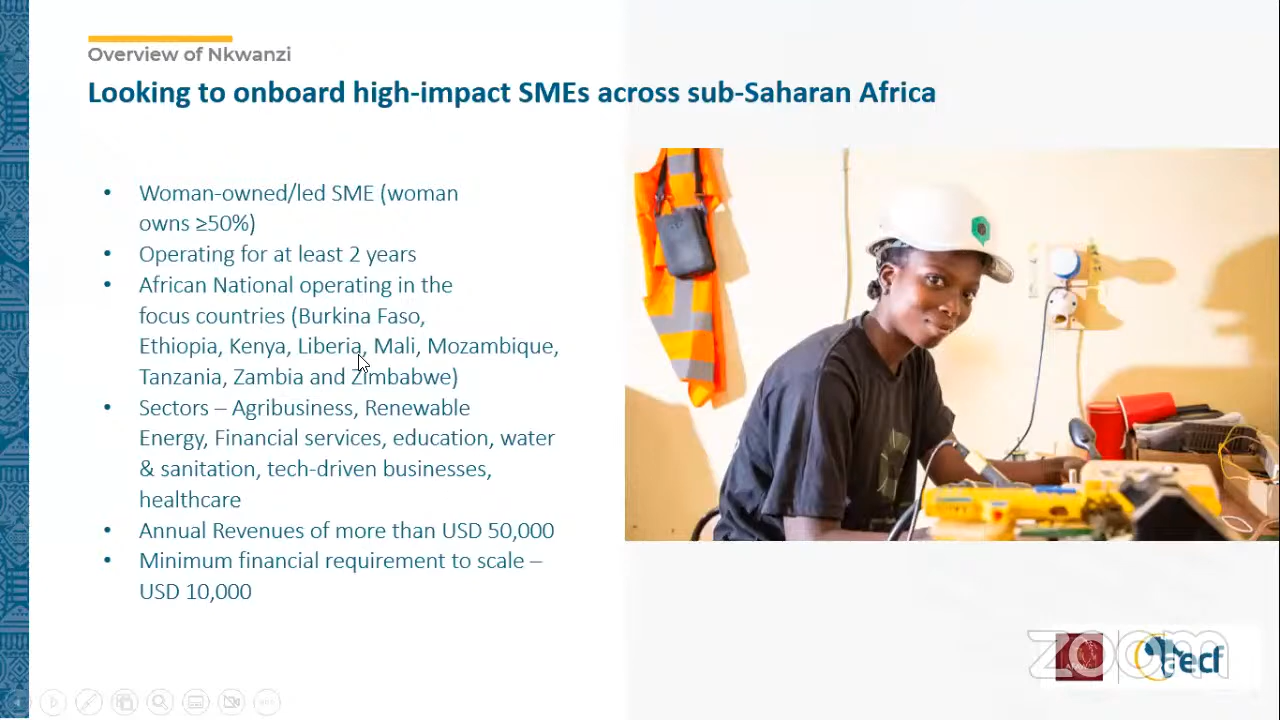 Overview of Nkwanzi
Looking to onboard high-impact SMEs across sub-Saharan Africa
• Woman-owned/led SME (woman
owns ≥50%)
• Operating for at least 2 years
• African National operating in the
focus countries (Burkina Faso,
Ethiopia, Kenya, Liberia, Mali, Mozambique,
Tanzania, Zambia and Zimbabwe)
• Sectors – Agribusiness, Renewable
Energy, Financial services, education, water
& sanitation, tech-driven businesses,
healthcare
• Annual Revenues of more than USD 50,000
• Minimum financial requirement to scale –
USD 10,000
zoom
aecf